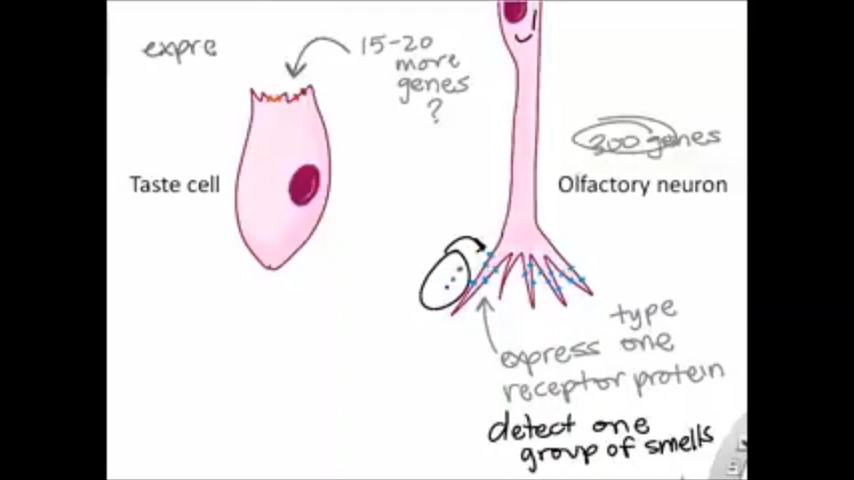 expre
15-20
more
genes
?
300 genes
Taste cell
Olfactory neuron
type
express one
receptor protein
detect one
group of smells